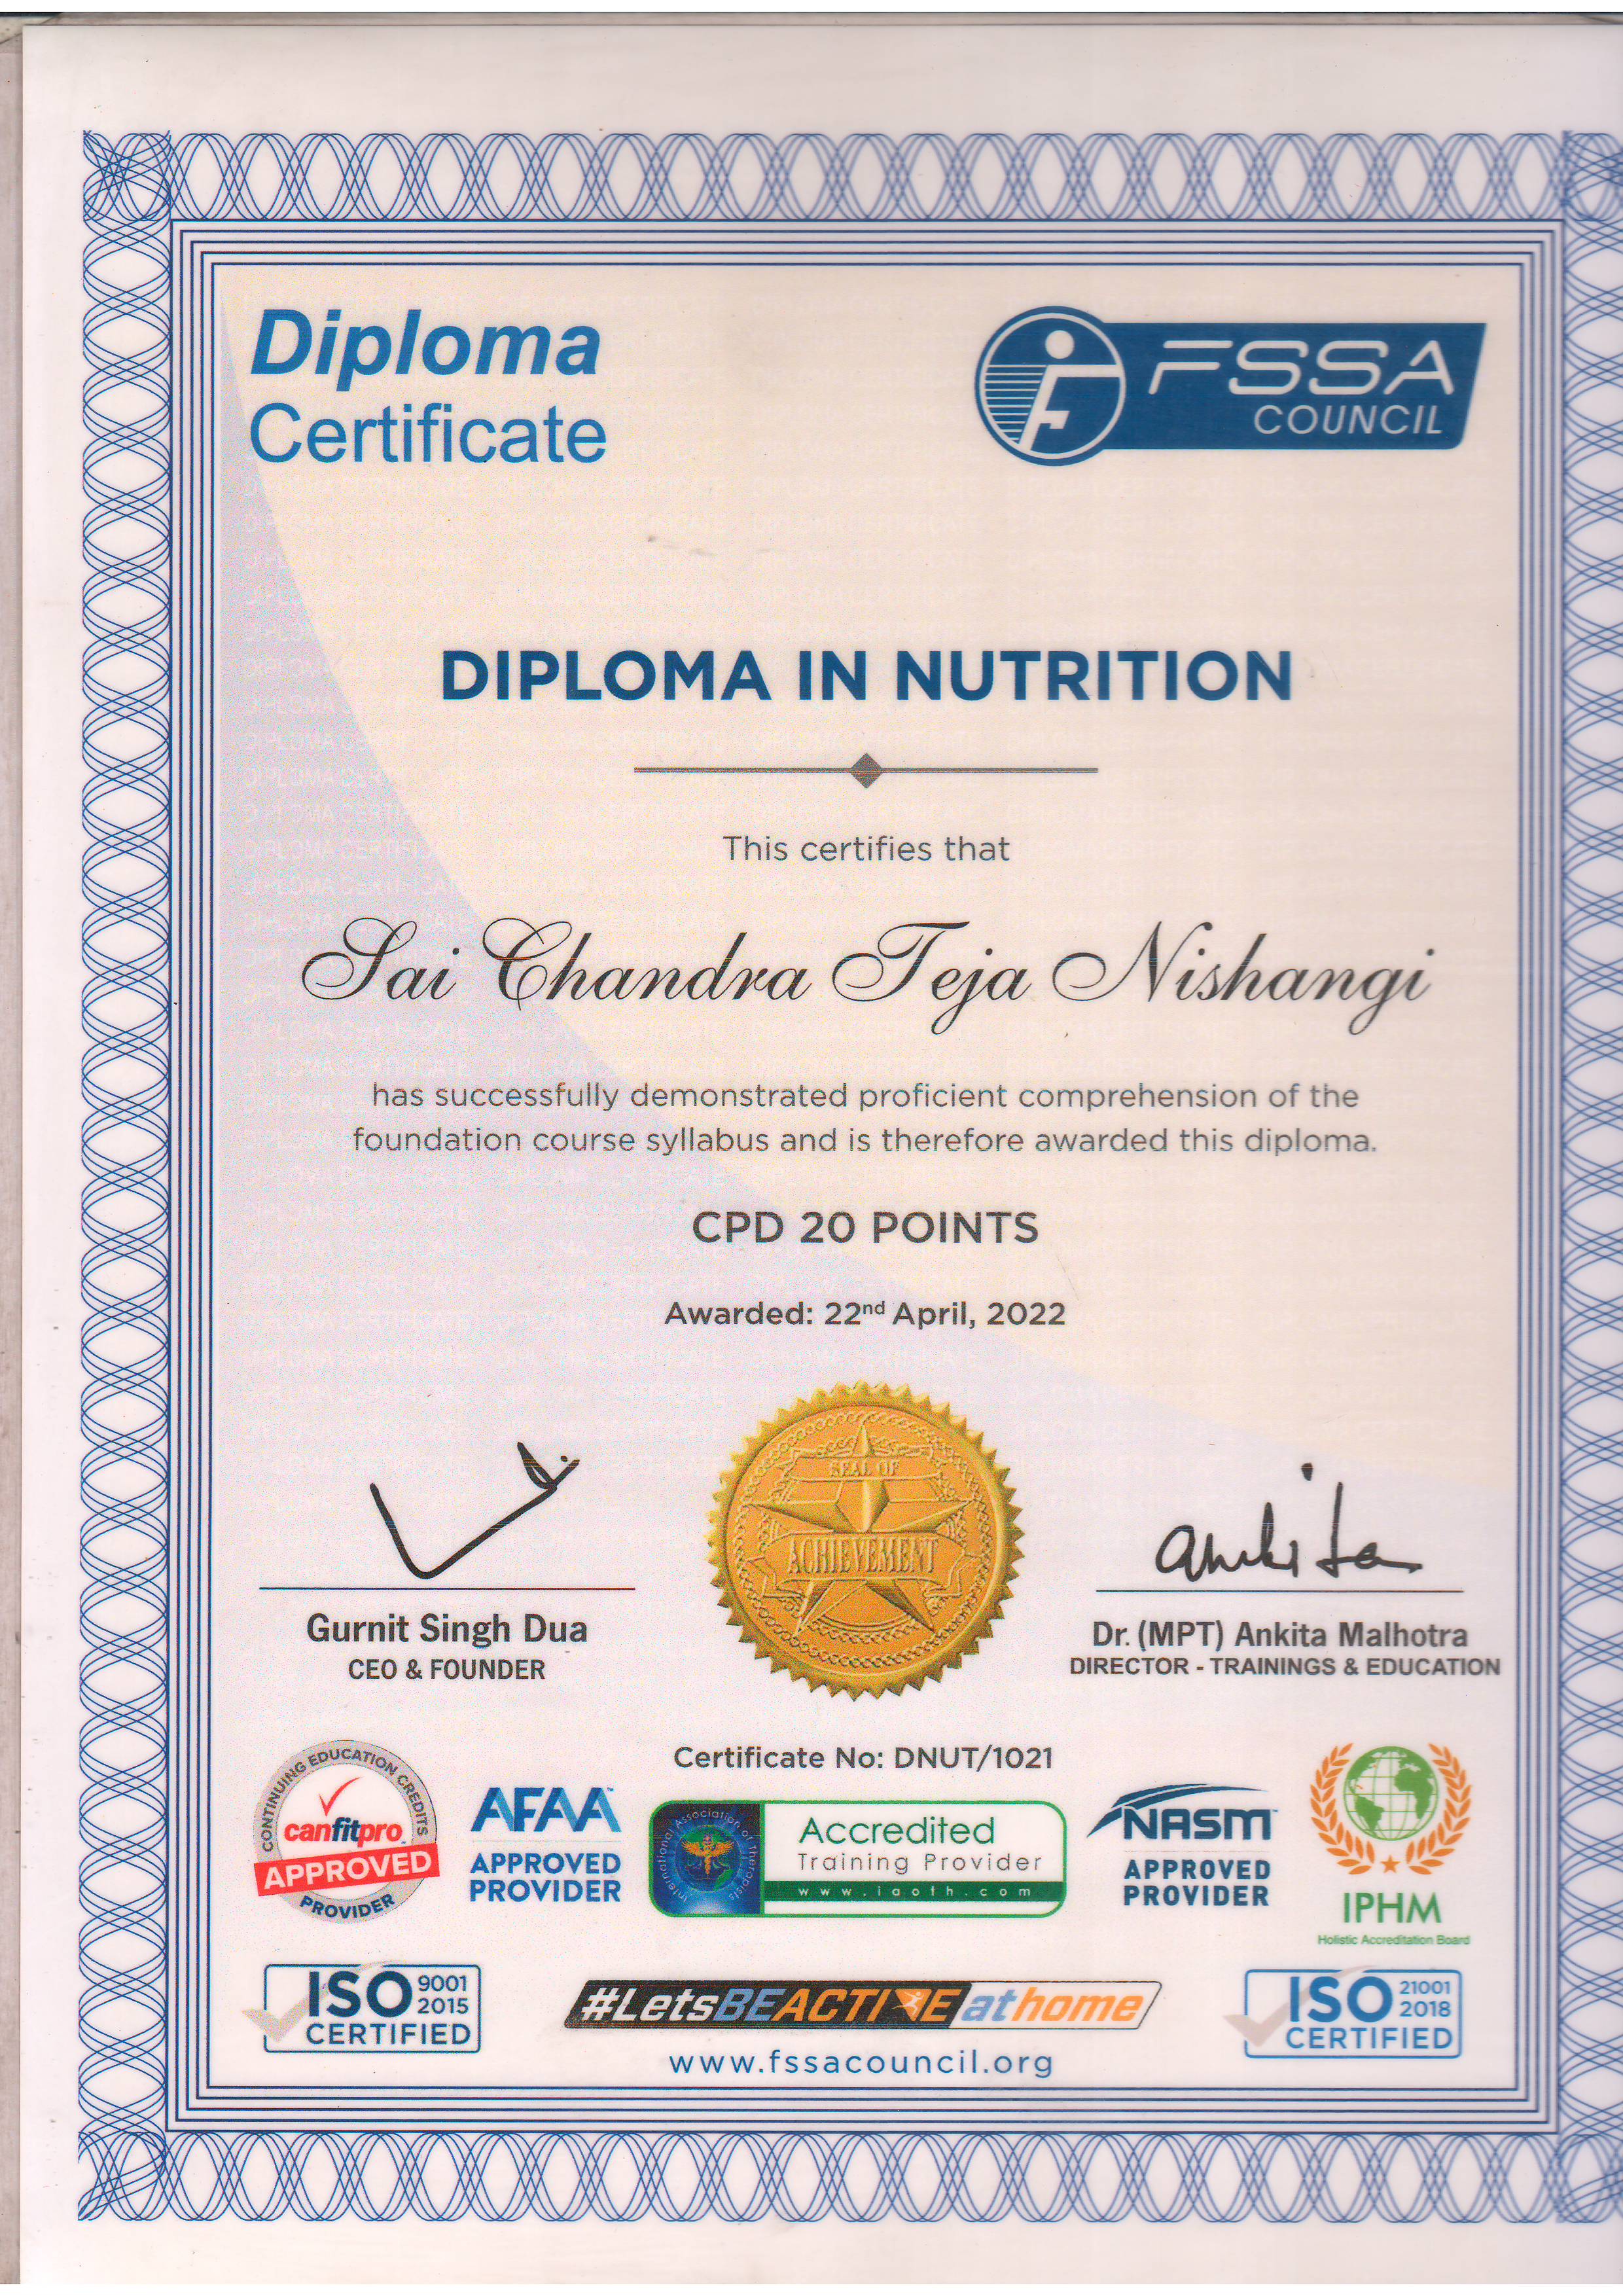 Diploma
Certificate
FSSA
COUNCIL
DIPLOMA IN NUTRITION
This certifies that
Sai Chandra Teja Nishangi
has successfully demonstrated proficient comprehension of the
foundation course syllabus and is therefore awarded this diploma.
CPD 20 POINTS
Awarded: 22nd April, 2022
SEAL OF
ACHIEVEMENT
ankita
Gurnit Singh Dua
CEO & FOUNDER
Dr. (MPT) Ankita Malhotra
DIRECTOR - TRAININGS & EDUCATION
Certificate No: DNUT/1021
CONTINUING EDUCATION CREDITS
canfitpro
APPROVED
PROVIDER
AFAA™
APPROVED
PROVIDER
International Association of Therapists
Accredited
Training Provider
www.iaoth.com
NASM
APPROVED
PROVIDER
IPHM
Holistic Accreditation Board
ISO 9001
2015
CERTIFIED
#LetsBEACTIVEathome
www.fssacouncil.org
ISO 21001
2018
CERTIFIED